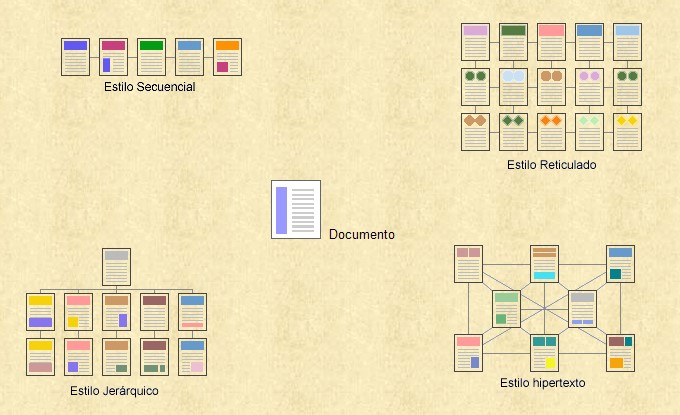 Estilo Secuencial
Estilo Reticulado
Documento
Estilo Jerárquico
Estilo hipertexto